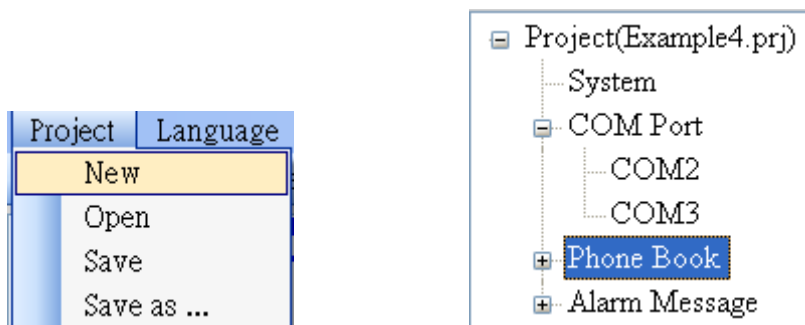 Project Language
New
Open
Save
Save as ...
Project(Example4.prj)
System
COM Port
COM2
COM3
Phone Book
Alarm Message